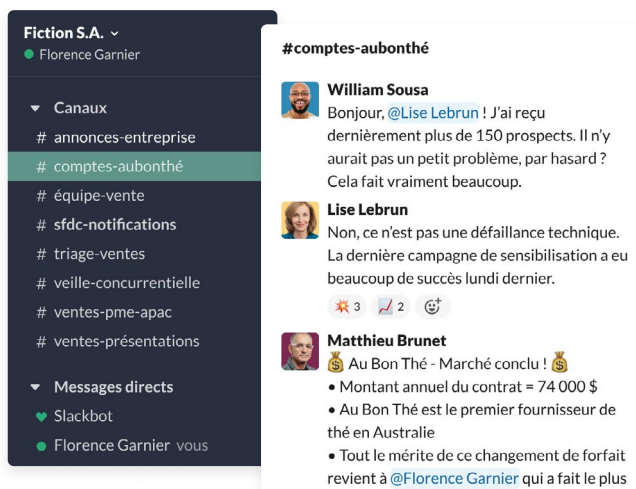 Fiction S.A.
Florence Garnier
Canaux
# annonces-entreprise
# comptes-aubonthé
# équipe-vente
# sfdc-notifications
# triage-ventes
# veille-concurrentielle
# ventes-pme-apac
# ventes-présentations
Messages directs
Slackbot
Florence Garnier vous
#comptes-aubonthé
William Sousa
Bonjour, @Lise Lebrun ! J'ai reçu
dernièrement plus de 150 prospects. Il n'y
aurait pas un petit problème, par hasard ?
Cela fait vraiment beaucoup.
Lise Lebrun
Non, ce n'est pas une défaillance technique.
La dernière campagne de sensibilisation a eu
beaucoup de succès lundi dernier.
3 2
Matthieu Brunet
💰 Au Bon Thé - Marché conclu ! 💰
• Montant annuel du contrat = 74 000 $
• Au Bon Thé est le premier fournisseur de
thé en Australie
• Tout le mérite de ce changement de forfait
revient à @Florence Garnier qui a fait le plus